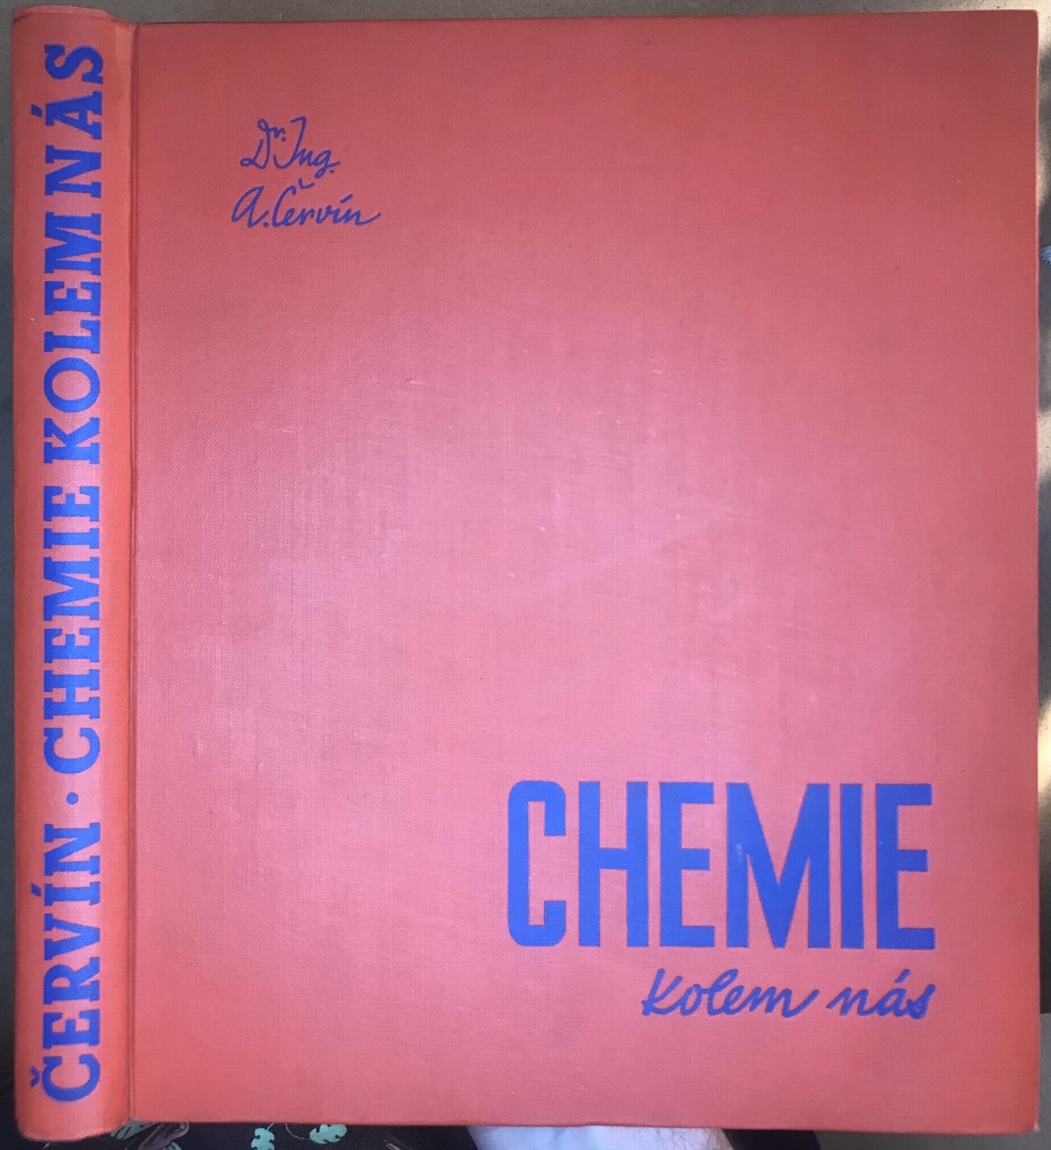 ČERVÍN · CHEMIE KOLEM NÁS
Dr. Ing.
A. Červín
CHEMIE
Kolem nás